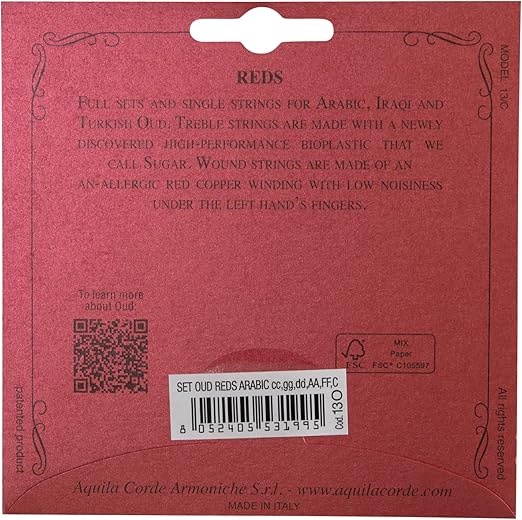 REDS
FULL SETS AND SINGLE STRINGS FOR ARABIC, IRAQI AND
TURKISH OUD. TREBLE STRINGS ARE MADE WITH A NEWLY
DISCOVERED HIGH-PERFORMANCE BIOPLASTIC THAT WE
CALL SUGAR. WOUND STRINGS ARE MADE OF AN
AN-ALLERGIC RED COPPER WINDING WITH LOW NOISINESS
UNDER THE LEFT HAND'S FINGERS.
MODEL 13/C
To learn more
about Oud:
FSC
MIX
Paper
FSC® C105597
SET OUD REDS ARABIC cc,gg,dd,AA,FF,C
8 052405 531995
Cod. 13O
patented product
All rights reserved
Aquila Corde Armoniche S.r.l. - www.aquilacorde.com
MADE IN ITALY